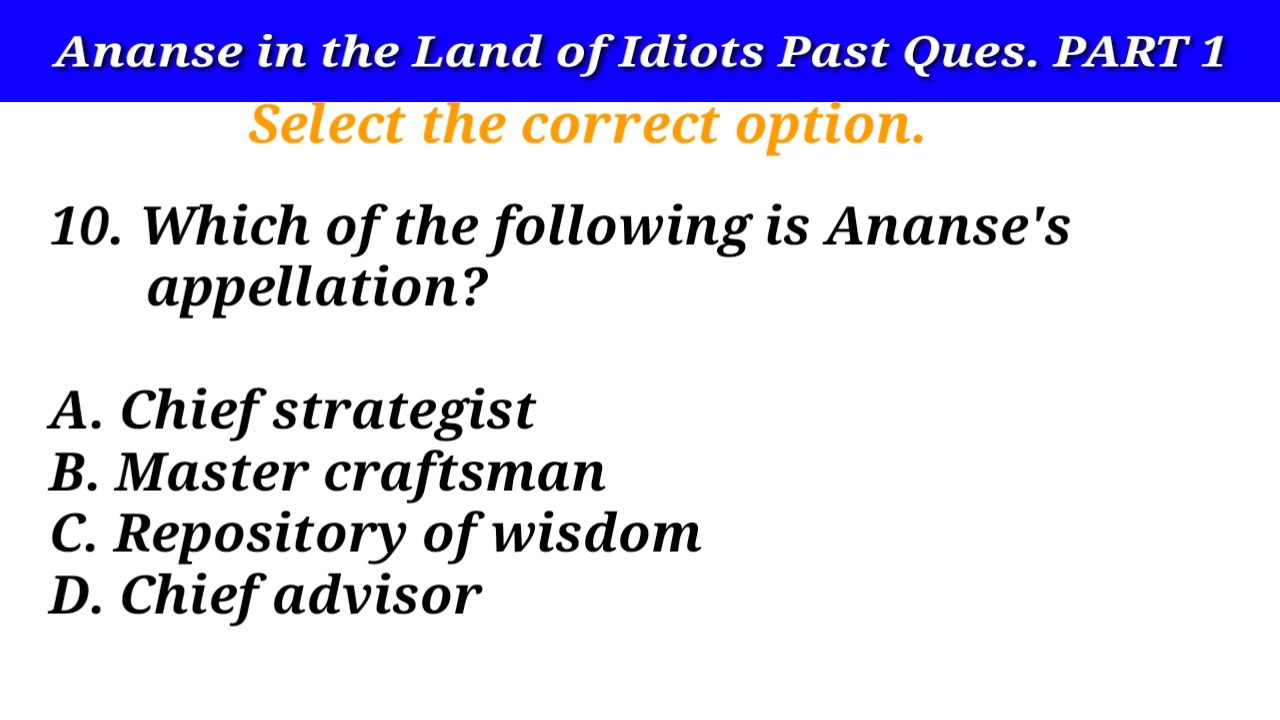 Ananse in the Land of Idiots Past Ques. PART 1
Select the correct option.
10. Which of the following is Ananse's
appellation?
A. Chief strategist
B. Master craftsman
C. Repository of wisdom
D. Chief advisor